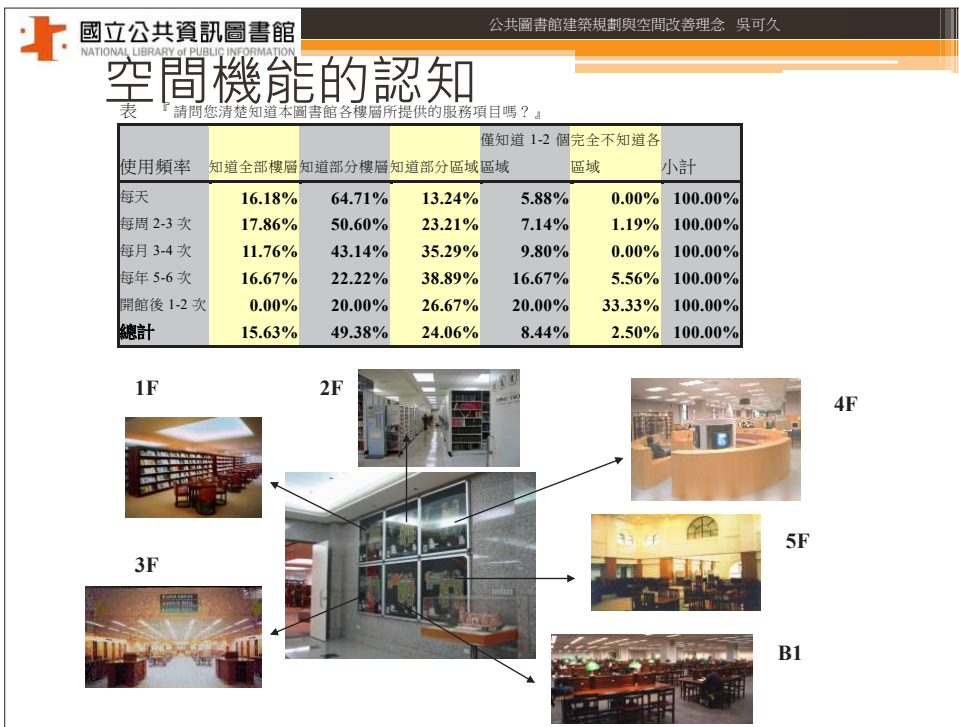 公共圖書館建築規劃與空間改善理念 吳可久
國立公共資訊圖書館
NATIONAL LIBRARY of PUBLIC INFORMATION
空間機能的認知
表 『請問您清楚知道本圖書館各樓層所提供的服務項目嗎？』
使用頻率 知道全部樓層 知道部分樓層 知道部分區域 僅知道 1-2 個區域 完全不知道各區域 小計
每天 16.18% 64.71% 13.24% 5.88% 0.00% 100.00%
每周 2-3 次 17.86% 50.60% 23.21% 7.14% 1.19% 100.00%
每月 3-4 次 11.76% 43.14% 35.29% 9.80% 0.00% 100.00%
每年 5-6 次 16.67% 22.22% 38.89% 16.67% 5.56% 100.00%
開館後 1-2 次 0.00% 20.00% 26.67% 20.00% 33.33% 100.00%
總計 15.63% 49.38% 24.06% 8.44% 2.50% 100.00%
1F
2F
4F
3F
5F
B1